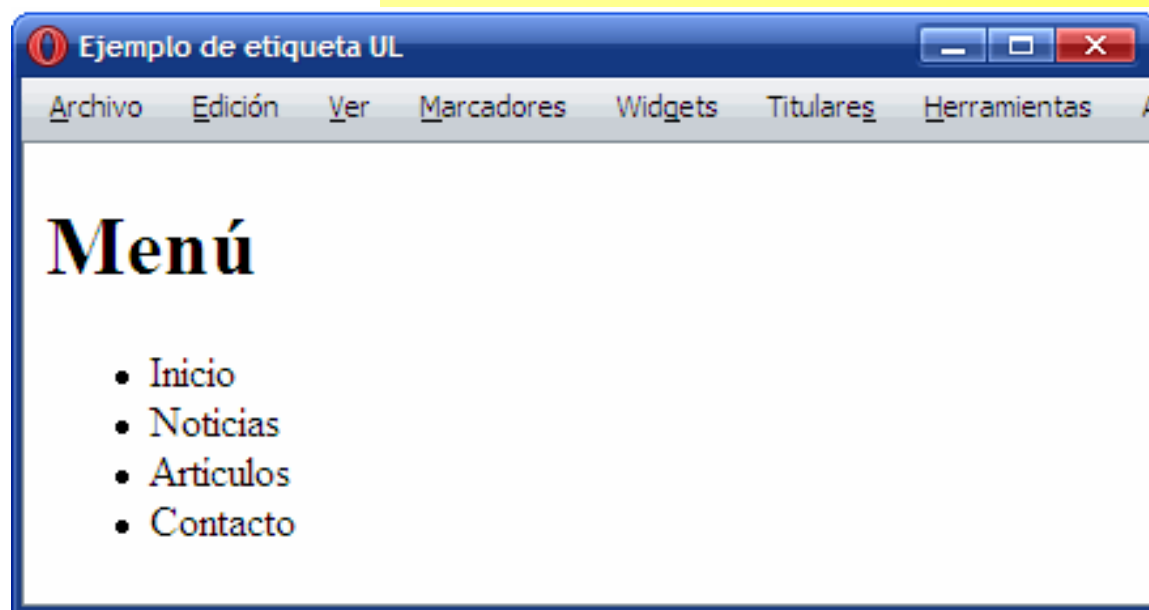 Ejemplo de etiqueta UL
Archivo Edición Ver Marcadores Widgets Titulares Herramientas
Menú
• Inicio
• Noticias
• Artículos
• Contacto